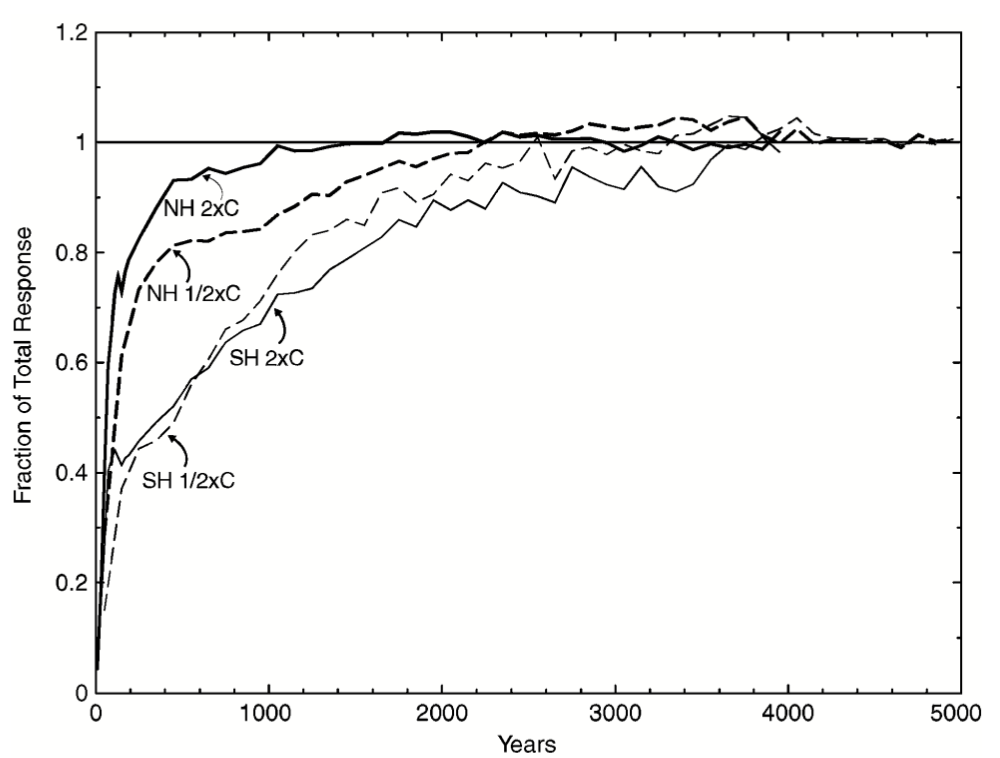 1.2
1
0.8
0.6
0.4
0.2
0
Fraction of Total Response
NH 2xC
NH 1/2xC
SH 2xC
SH 1/2xC
0 1000 2000 3000 4000 5000
Years